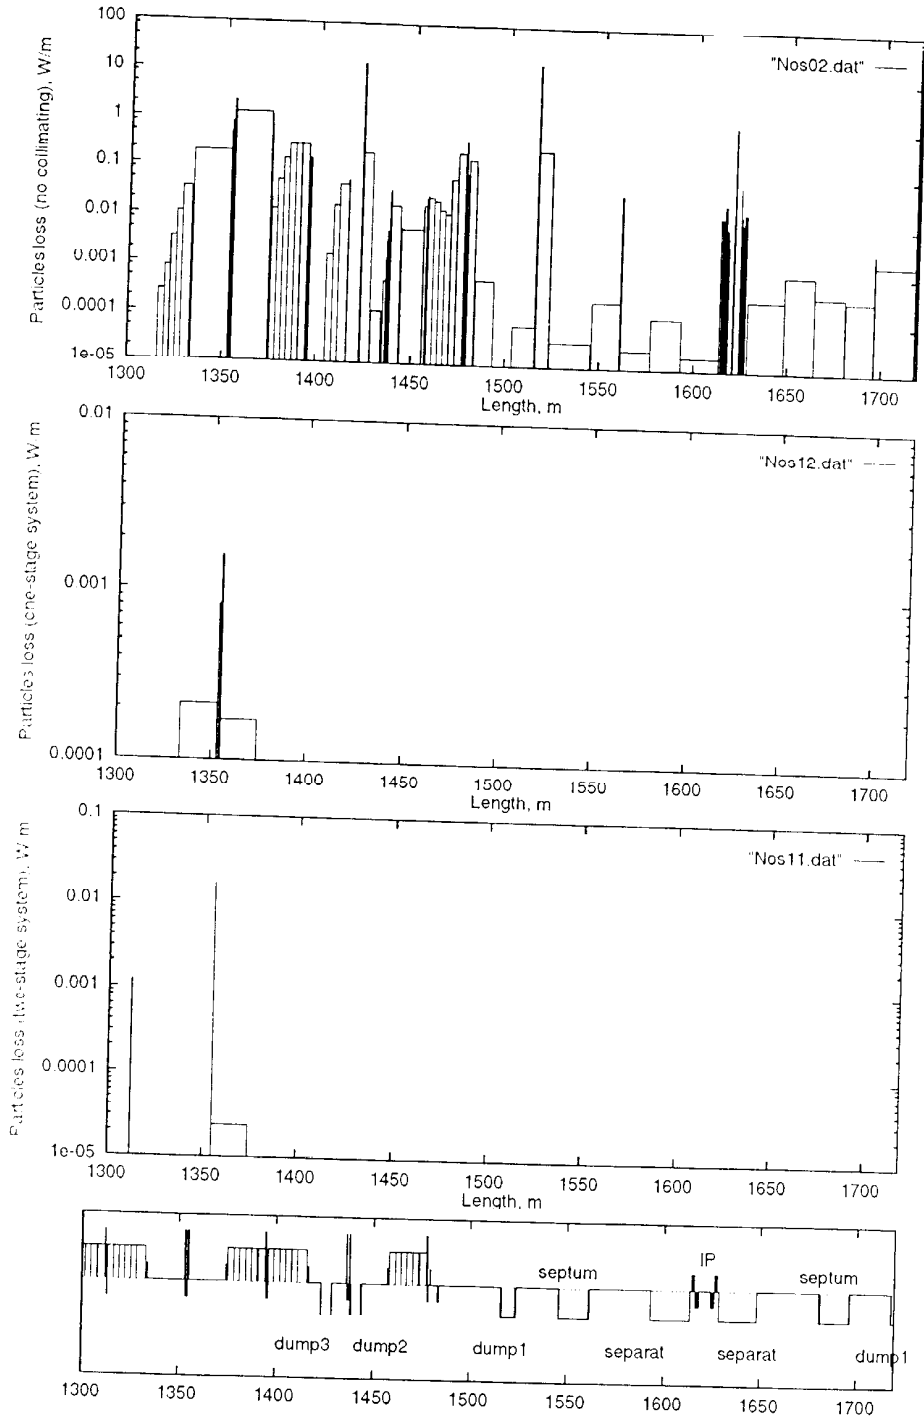 100
10
1
0.1
0.01
0.001
0.0001
1e-05
Particles loss (no collimating), W/m
"Nos02.dat"
1300 1350 1400 1450 1500 1550 1600 1650 1700
Length, m
0.01
0.001
0.0001
Particles loss (one-stage system), W/m
"Nos12.dat"
1300 1350 1400 1450 1500 1550 1600 1650 1700
Length, m
0.1
0.01
0.001
0.0001
1e-05
Particles loss (two-stage system), W/m
"Nos11.dat"
1300 1350 1400 1450 1500 1550 1600 1650 1700
Length, m
IP
septum septum
dump3 dump2 dump1 separat separat dump1
1300 1350 1400 1450 1500 1550 1600 1650 1700